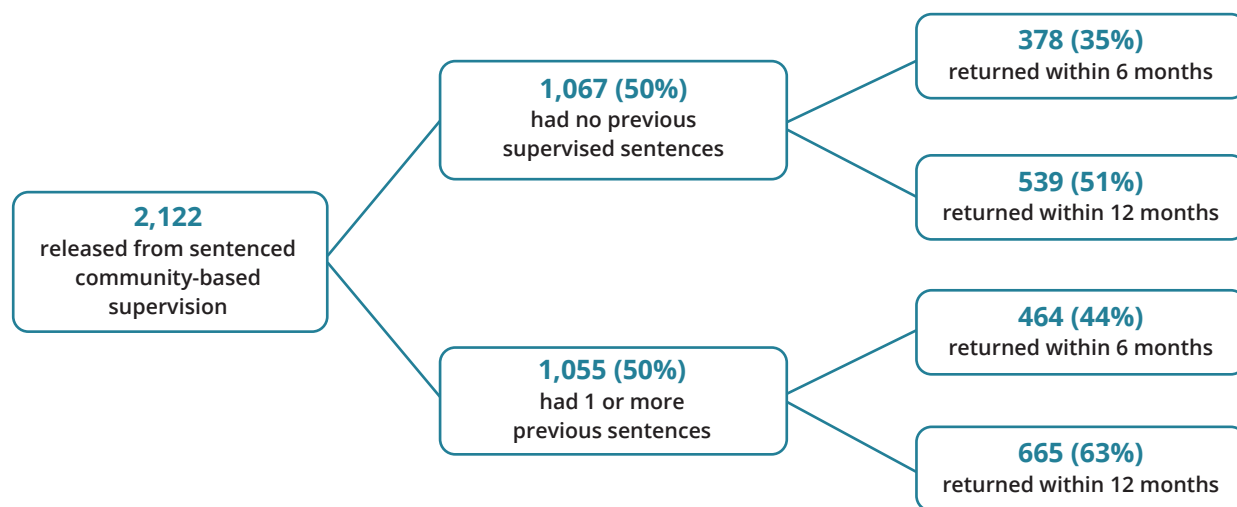 2,122
released from sentenced
community-based
supervision
1,067 (50%)
had no previous
supervised sentences
378 (35%)
returned within 6 months
539 (51%)
returned within 12 months
1,055 (50%)
had 1 or more
previous sentences
464 (44%)
returned within 6 months
665 (63%)
returned within 12 months